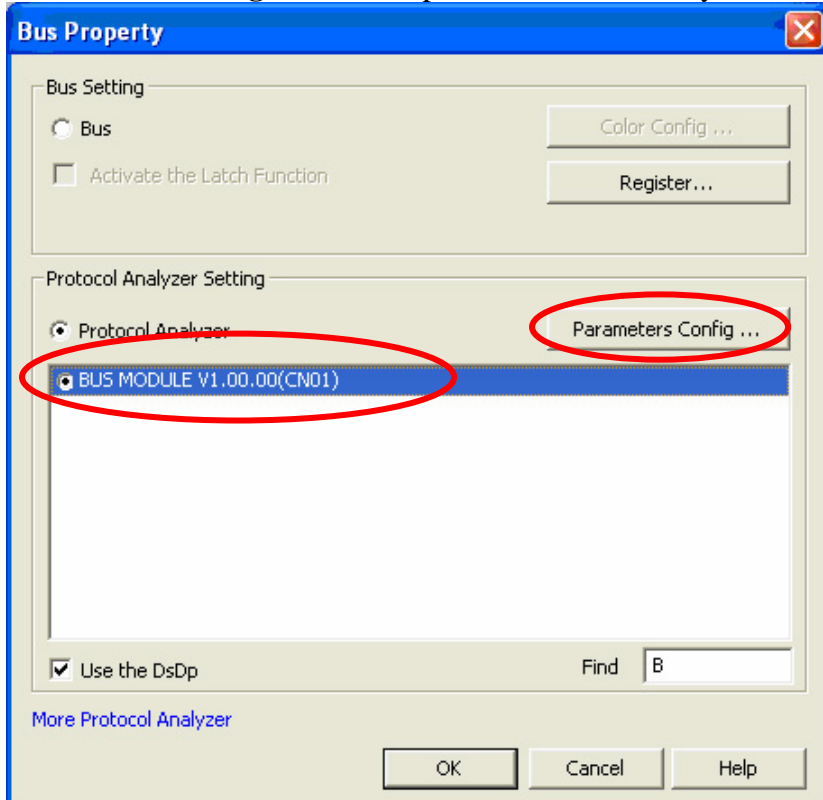 Bus Property
Bus Setting
Bus
Color Config ...
Activate the Latch Function
Register...
Protocol Analyzer Setting
Protocol Analyzer
Parameters Config ...
BUS MODULE V1.00.00(CN01)
Use the DsDp
Find B
More Protocol Analyzer
OK Cancel Help